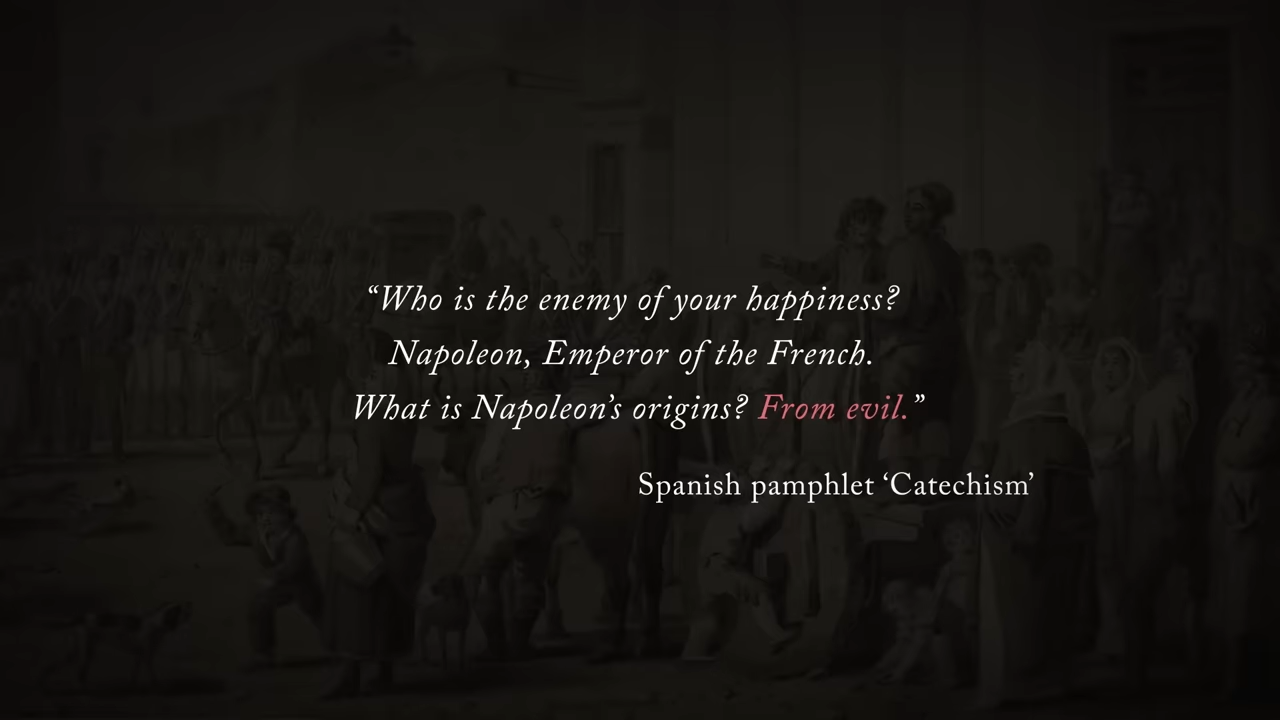 “Who is the enemy of your happiness?
Napoleon, Emperor of the French.
What is Napoleon’s origins? From evil.”
Spanish pamphlet ‘Catechism’